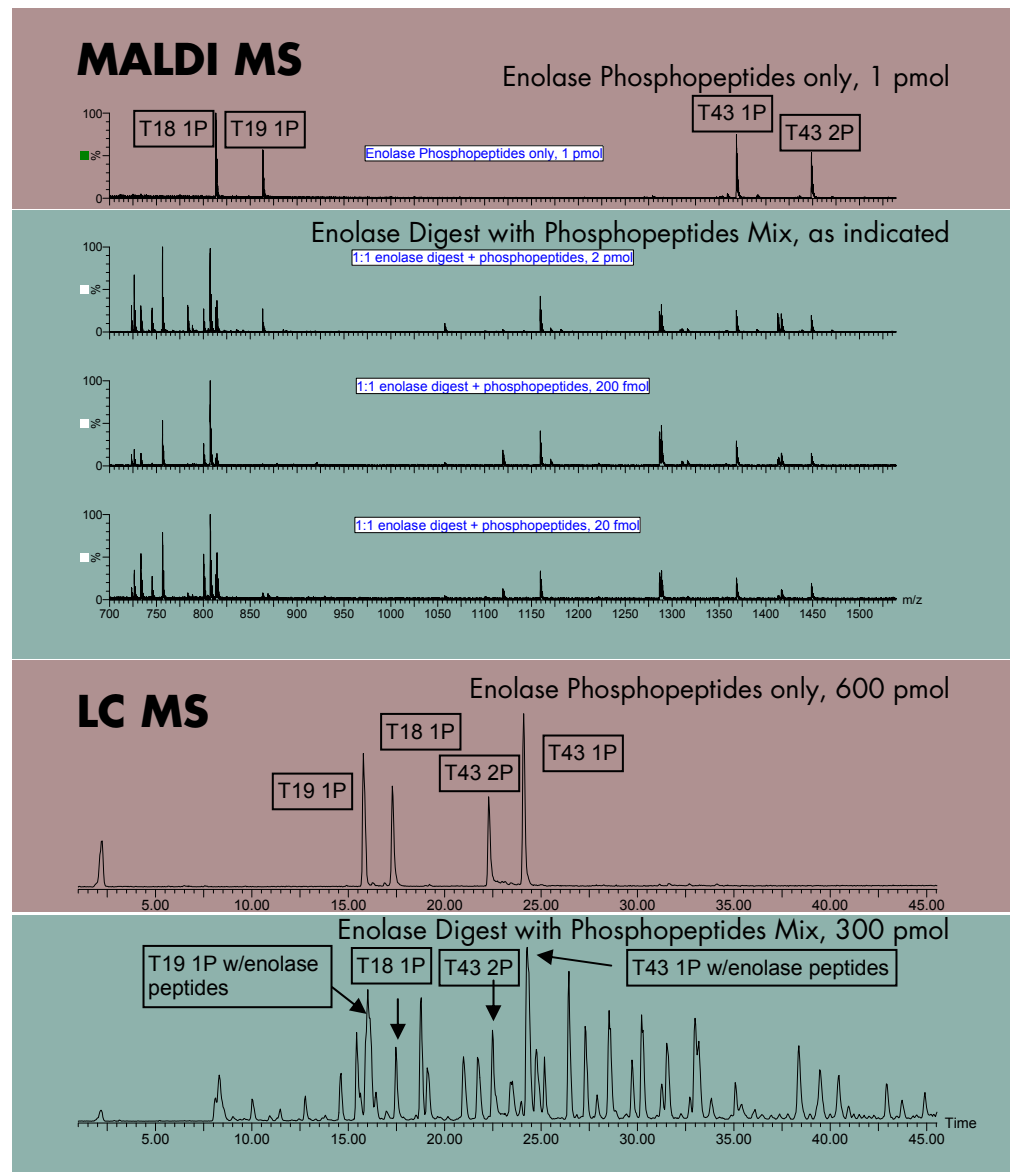 MALDI MS
Enolase Phosphopeptides only, 1 pmol
T18 1P
T19 1P
T43 1P
T43 2P
100
%
0
Enolase Phosphopeptides only, 1 pmol
Enolase Digest with Phosphopeptides Mix, as indicated
1:1 enolase digest + phosphopeptides, 2 pmol
100
%
0
1:1 enolase digest + phosphopeptides, 200 fmol
100
%
0
1:1 enolase digest + phosphopeptides, 20 fmol
100
%
0
700 750 800 850 900 950 1000 1050 1100 1150 1200 1250 1300 1350 1400 1450 1500 m/z
LC MS
Enolase Phosphopeptides only, 600 pmol
T19 1P
T18 1P
T43 2P
T43 1P
5.00 10.00 15.00 20.00 25.00 30.00 35.00 40.00 45.00
Enolase Digest with Phosphopeptides Mix, 300 pmol
T19 1P w/enolase
peptides
T18 1P
T43 2P
T43 1P w/enolase peptides
Time
5.00 10.00 15.00 20.00 25.00 30.00 35.00 40.00 45.00